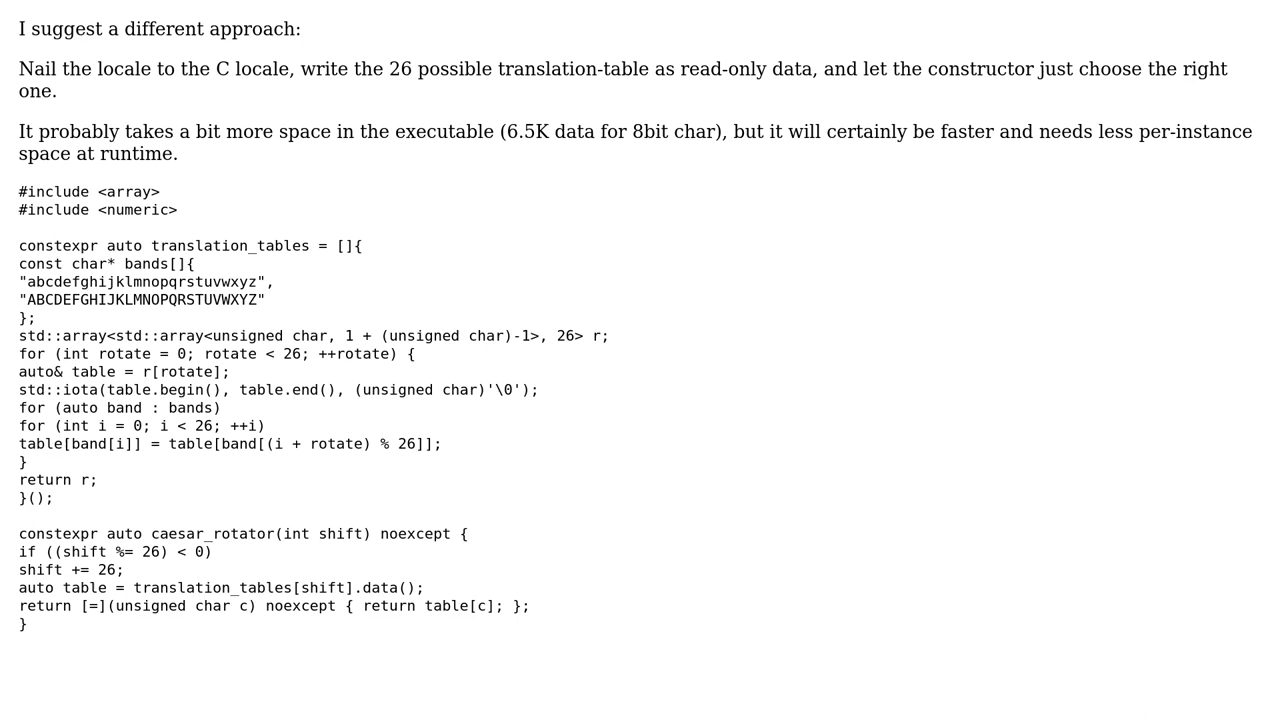 I suggest a different approach:
Nail the locale to the C locale, write the 26 possible translation-table as read-only data, and let the constructor just choose the right
one.
It probably takes a bit more space in the executable (6.5K data for 8bit char), but it will certainly be faster and needs less per-instance
space at runtime.
#include <array>
#include <numeric>
constexpr auto translation_tables = []{
const char* bands[]{
"abcdefghijklmnopqrstuvwxyz",
"ABCDEFGHIJKLMNOPQRSTUVWXYZ"
};
std::array<std::array<unsigned char, 1 + (unsigned char)-1>, 26> r;
for (int rotate = 0; rotate < 26; ++rotate) {
auto& table = r[rotate];
std::iota(table.begin(), table.end(), (unsigned char)'\0');
for (auto band : bands)
for (int i = 0; i < 26; ++i)
table[band[i]] = table[band[(i + rotate) % 26]];
}
return r;
}();
constexpr auto caesar_rotator(int shift) noexcept {
if ((shift %= 26) < 0)
shift += 26;
auto table = translation_tables[shift].data();
return [=](unsigned char c) noexcept { return table[c]; };
}